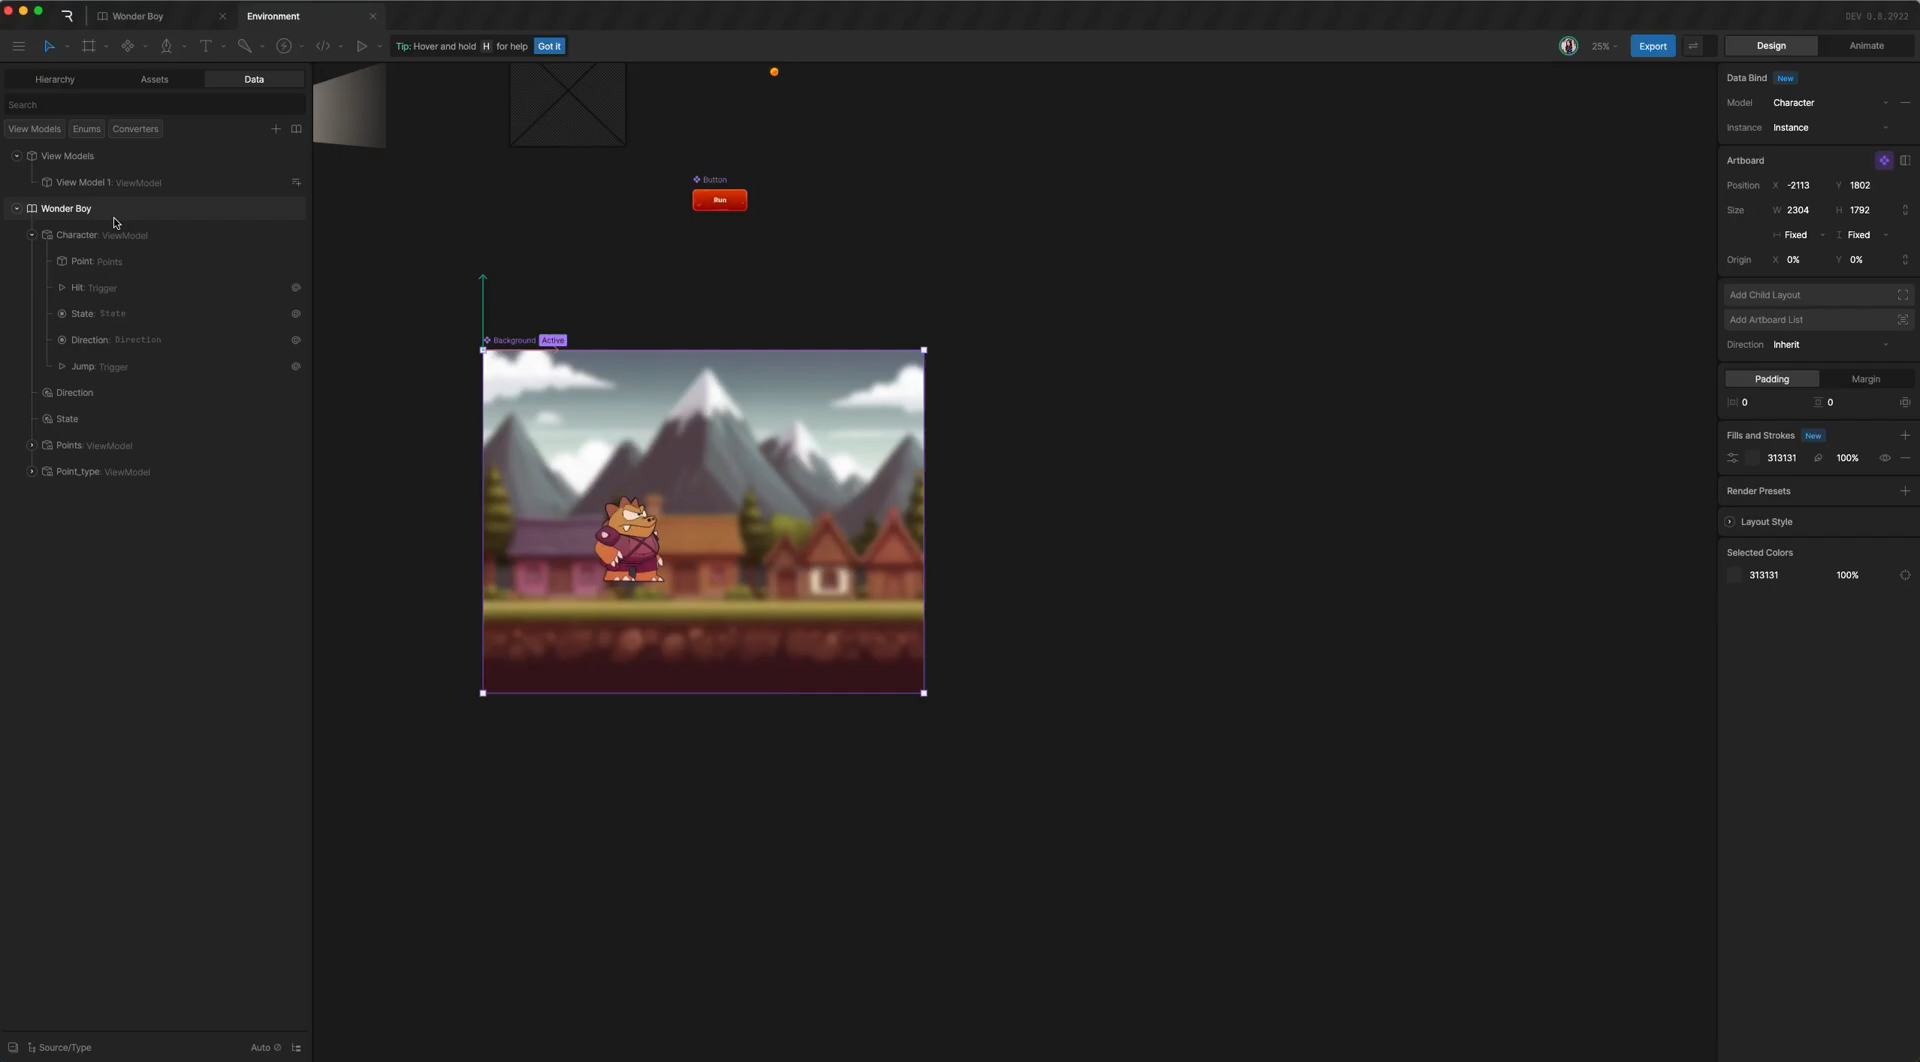 Wonder Boy
Environment
DEV 0.8.2922
Tip: Hover and hold H for help Got it
25%
Export
Design
Animate
Hierarchy
Assets
Data
Search
View Models
Enums
Converters
View Models
View Model 1: ViewModel
Wonder Boy
Character: ViewModel
Point: Points
Hit: Trigger
State: State
Direction: Direction
Jump: Trigger
Direction
State
Points: ViewModel
Point_type: ViewModel
Source/Type
Auto
Button
Run
Background Active
Data Bind New
Model Character
Instance Instance
Artboard
Position X -2113 Y 1802
Size W 2304 H 1792
Fixed Fixed
Origin X 0% Y 0%
Add Child Layout
Add Artboard List
Direction Inherit
Padding Margin
0 0
Fills and Strokes New
313131 100%
Render Presets
Layout Style
Selected Colors
313131 100%